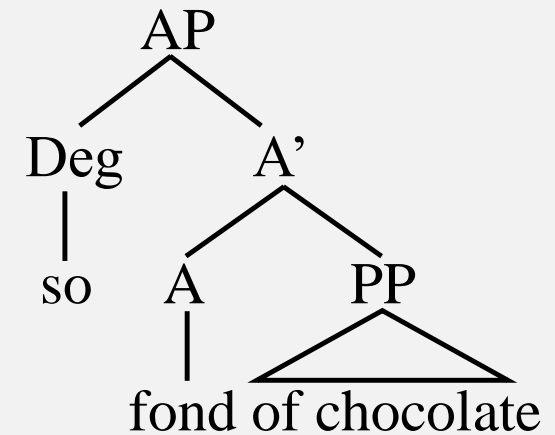 AP
Deg A’
so A PP
fond of chocolate